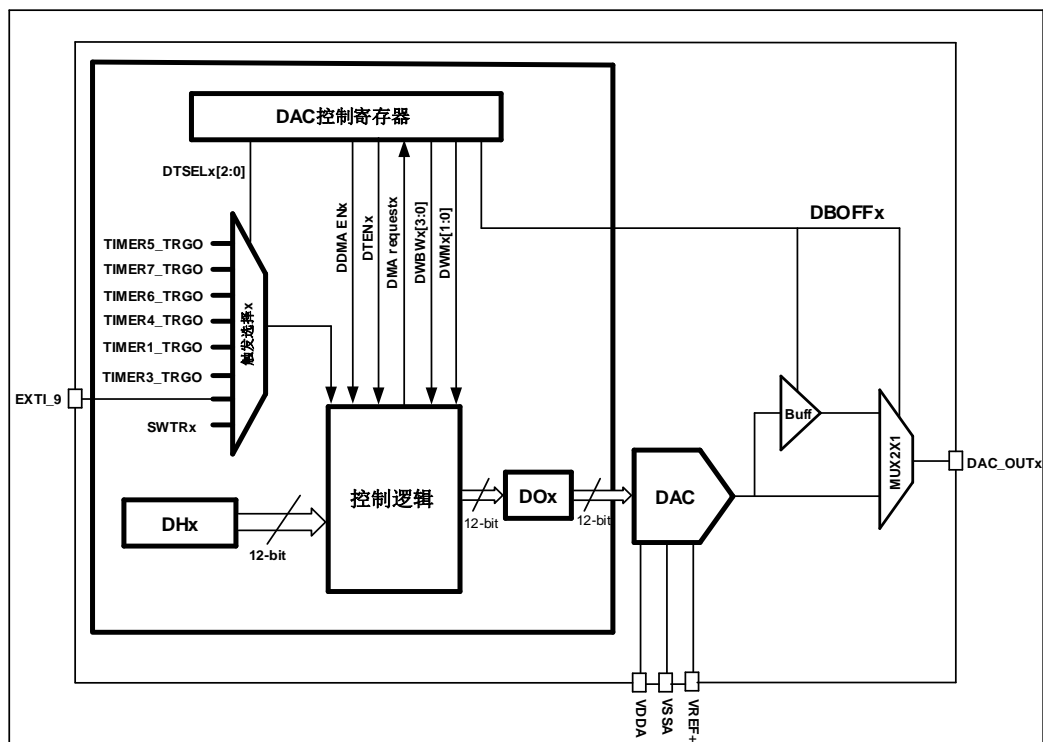 DAC控制寄存器
DTSELx[2:0]
DDMA ENx
DTENx
DMA requestx
DWBWx[3:0]
DWMx[1:0]
DBOFFx
TIMER5_TRGO
TIMER7_TRGO
TIMER6_TRGO
TIMER4_TRGO
TIMER1_TRGO
TIMER3_TRGO
EXTI_9
SWTRx
触发选择x
Buff
MUX2X1
DAC_OUTx
DHx
12-bit
控制逻辑
12-bit
DOx
12-bit
DAC
VDDA
VSSA
VREF+